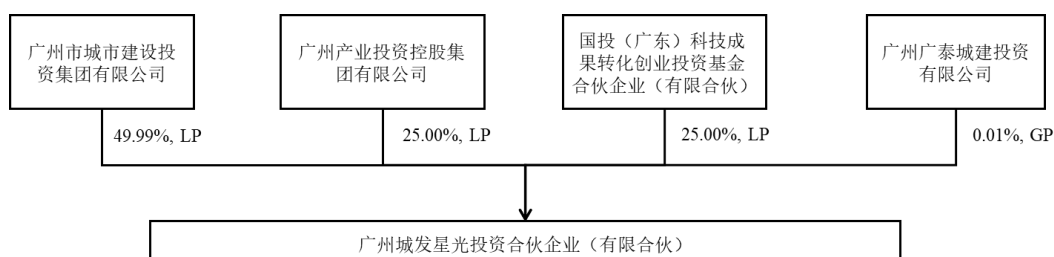 广州市城市建设投
资集团有限公司
广州产业投资控股集
团有限公司
国投（广东）科技成
果转化创业投资基金
合伙企业（有限合伙）
广州广泰城建投资
有限公司
49.99%, LP
25.00%, LP
25.00%, LP
0.01%, GP
广州城发星光投资合伙企业（有限合伙）